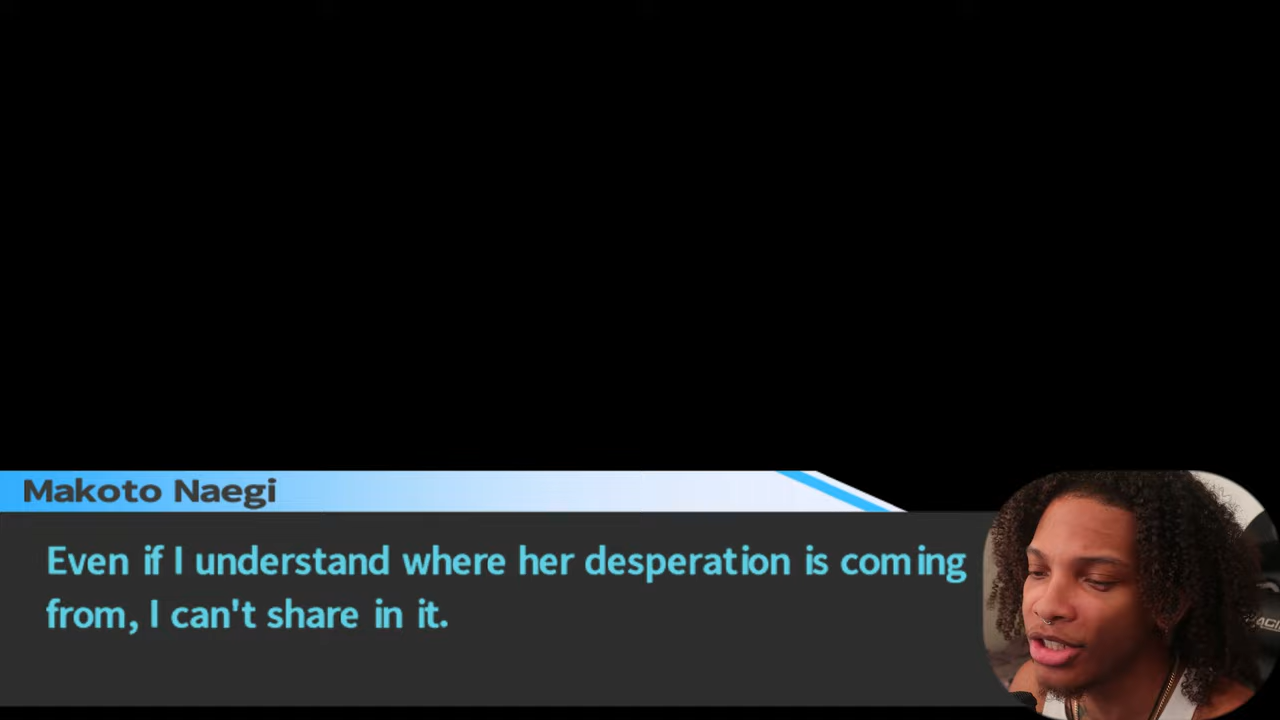 Makoto Naegi
Even if I understand where her desperation is coming
from, I can't share in it.